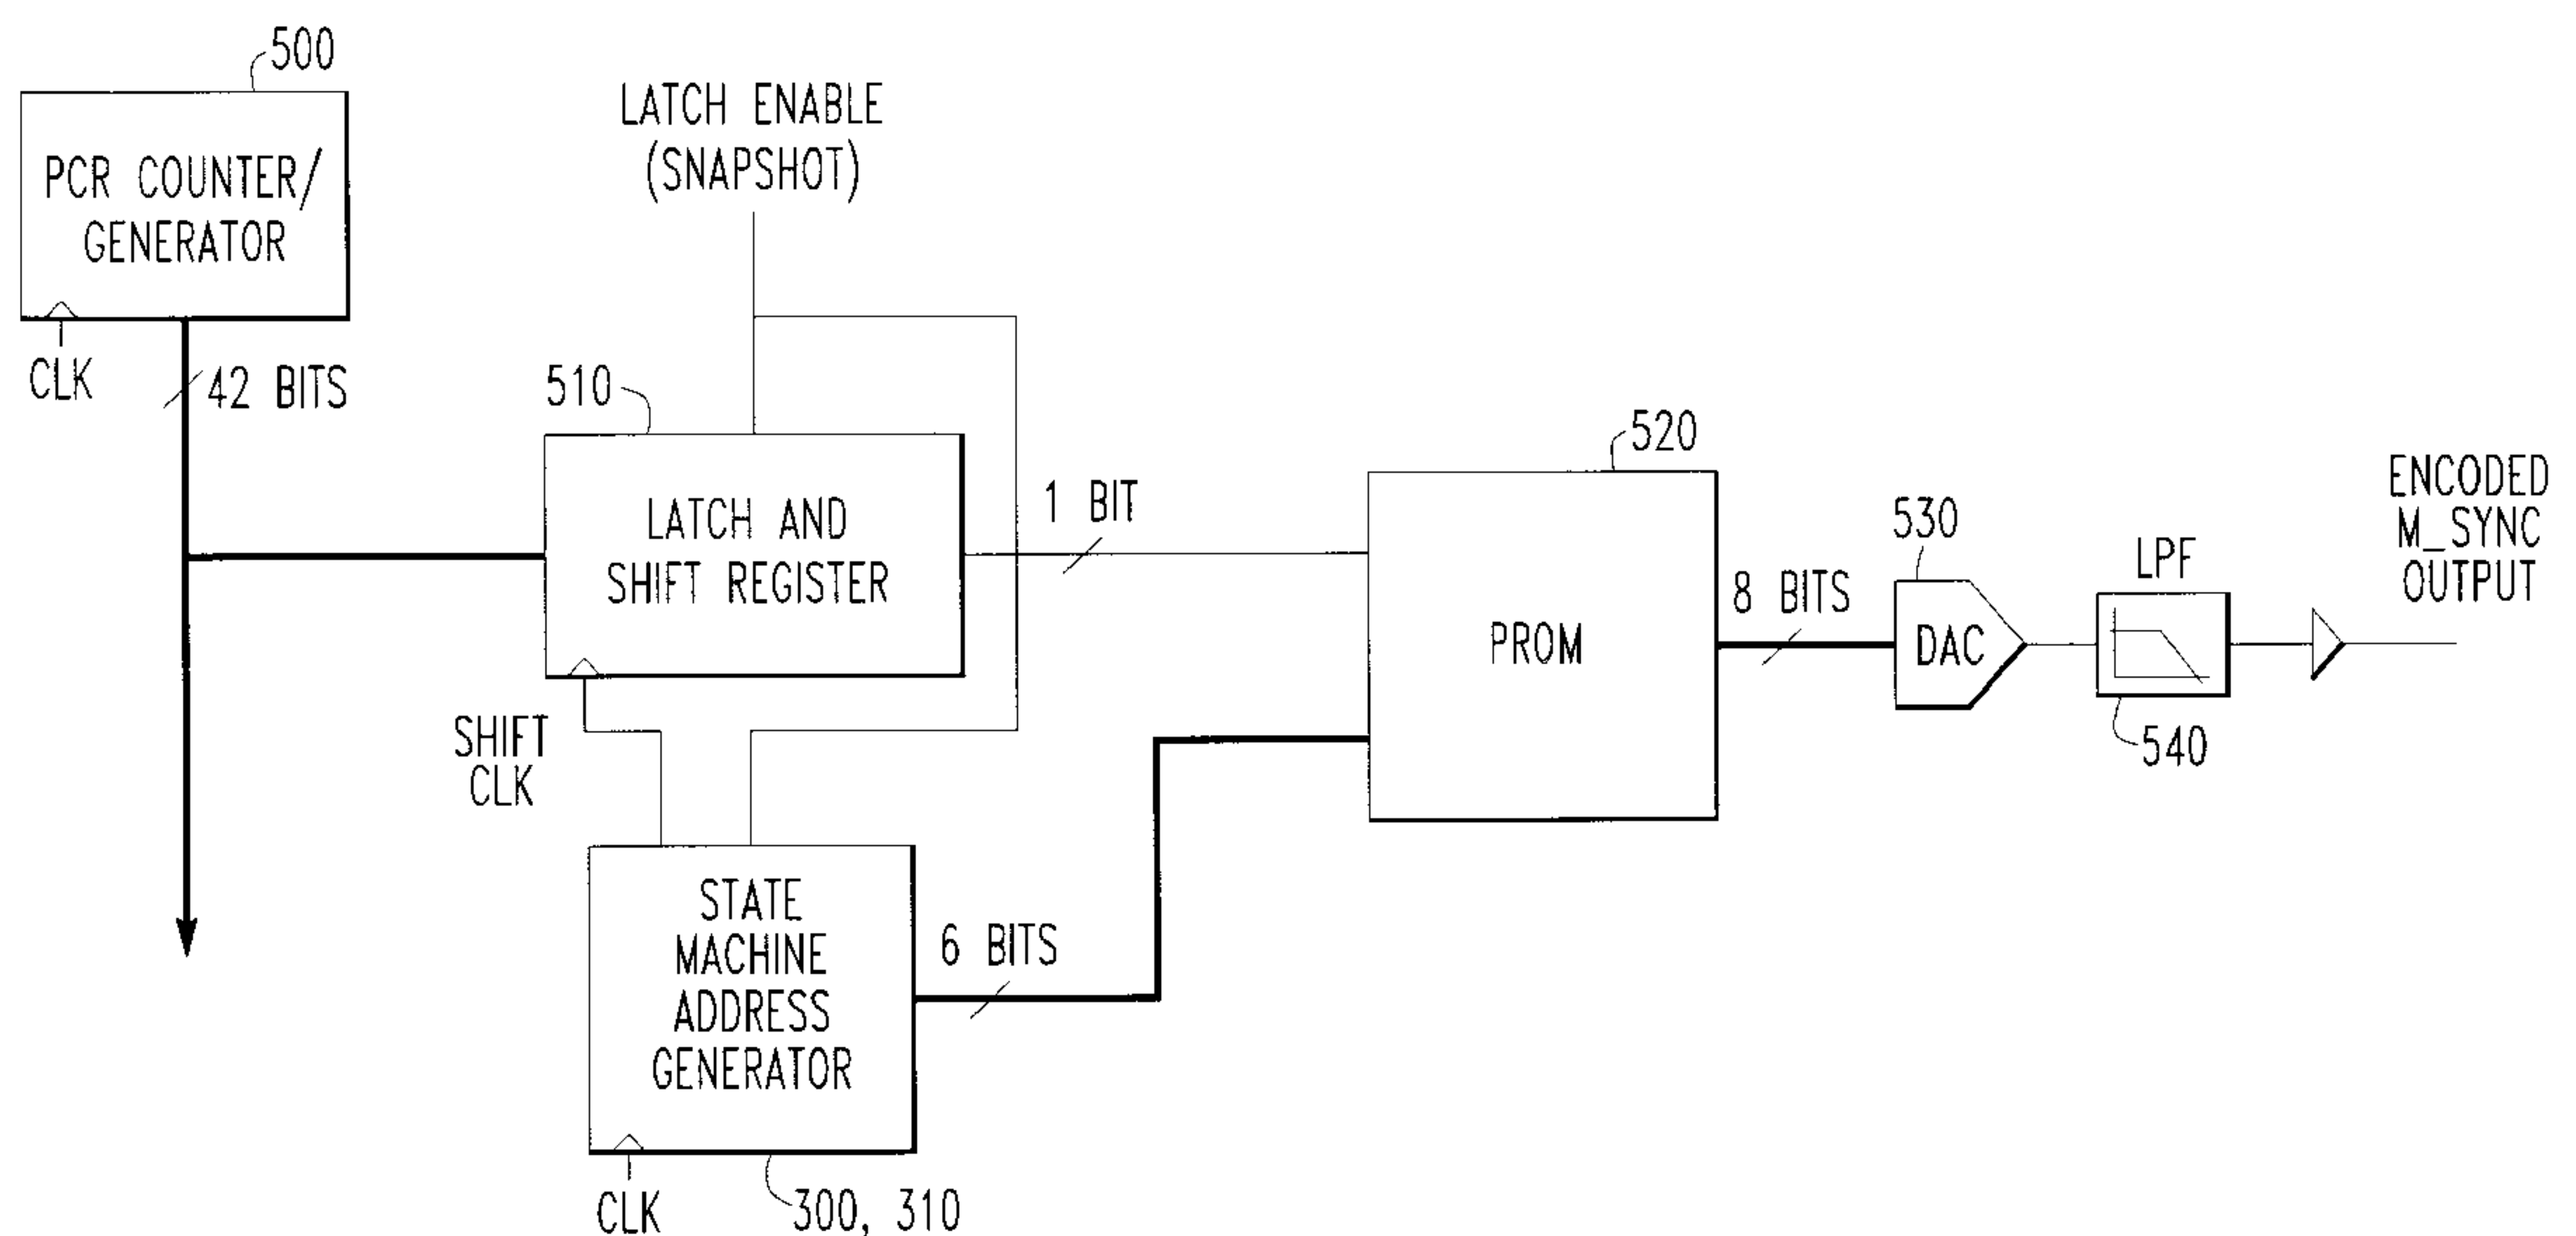 500
PCR COUNTER/
GENERATOR
CLK
42 BITS
LATCH ENABLE
(SNAPSHOT)
510
LATCH AND
SHIFT REGISTER
SHIFT
CLK
1 BIT
STATE
MACHINE
ADDRESS
GENERATOR
CLK
300, 310
6 BITS
520
PROM
8 BITS
530
DAC
LPF
540
ENCODED
M_SYNC
OUTPUT